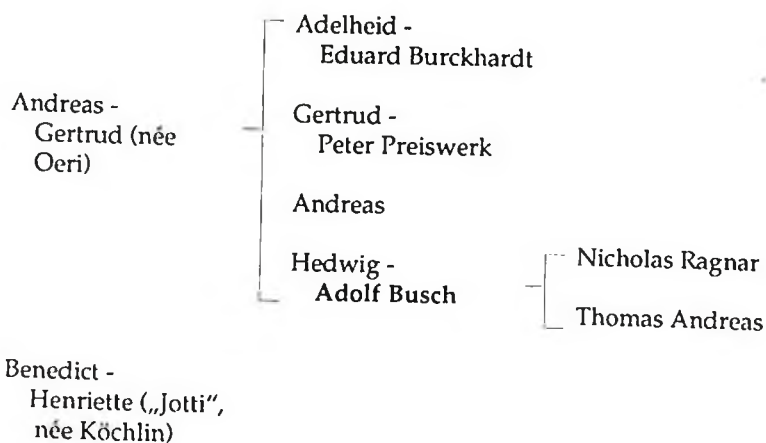 Andreas -
Gertrud (née
Oeri)
Adelheid -
Eduard Burckhardt
Gertrud -
Peter Preiswerk
Andreas
Hedwig -
Adolf Busch
Nicholas Ragnar
Thomas Andreas
Benedict -
Henriette („Jotti",
née Köchlin)